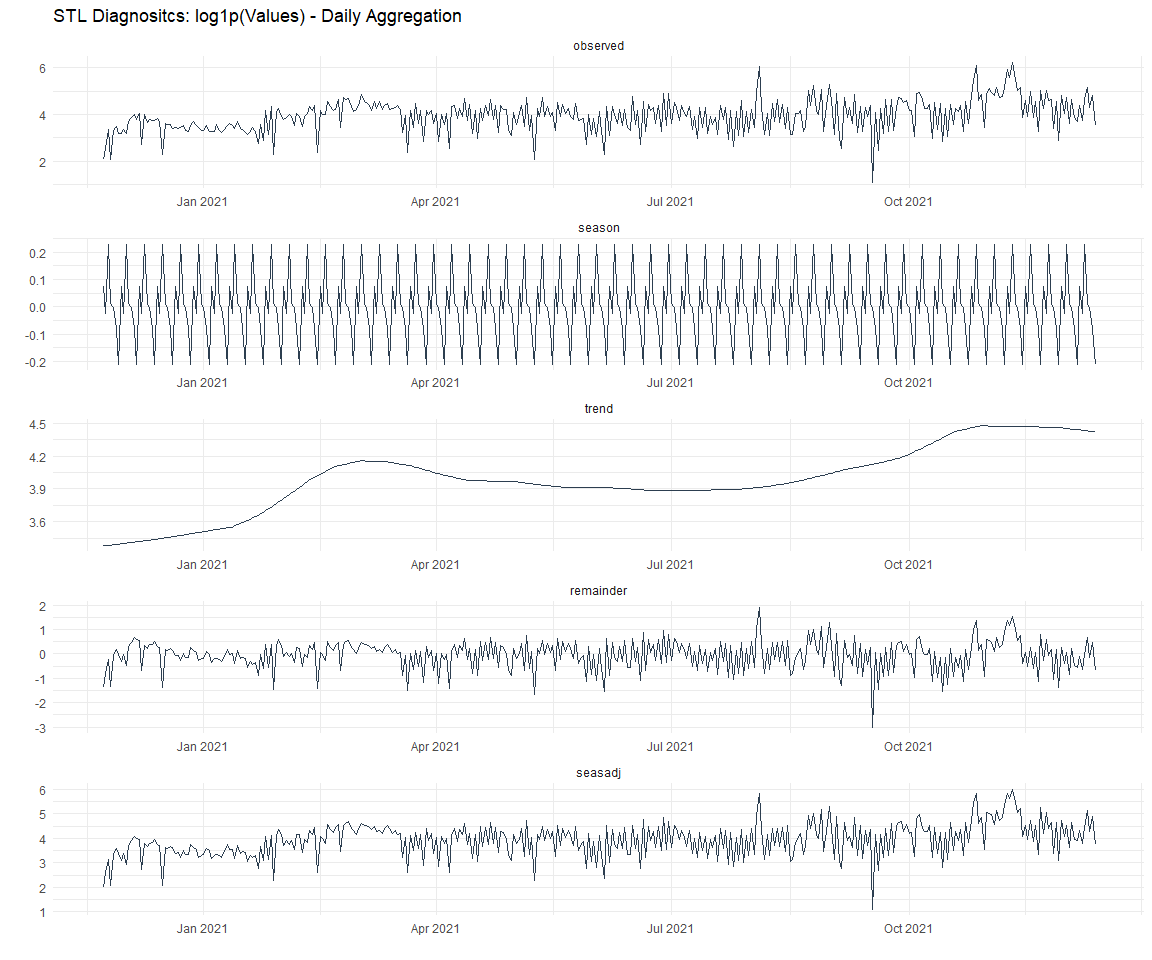 STL Diagnositcs: log1p(Values) - Daily Aggregation
observed
6
4
2
Jan 2021 Apr 2021 Jul 2021 Oct 2021
season
0.2
0.1
0.0
-0.1
-0.2
Jan 2021 Apr 2021 Jul 2021 Oct 2021
trend
4.5
4.2
3.9
3.6
Jan 2021 Apr 2021 Jul 2021 Oct 2021
remainder
2
1
0
-1
-2
-3
Jan 2021 Apr 2021 Jul 2021 Oct 2021
seasadj
6
5
4
3
2
1
Jan 2021 Apr 2021 Jul 2021 Oct 2021